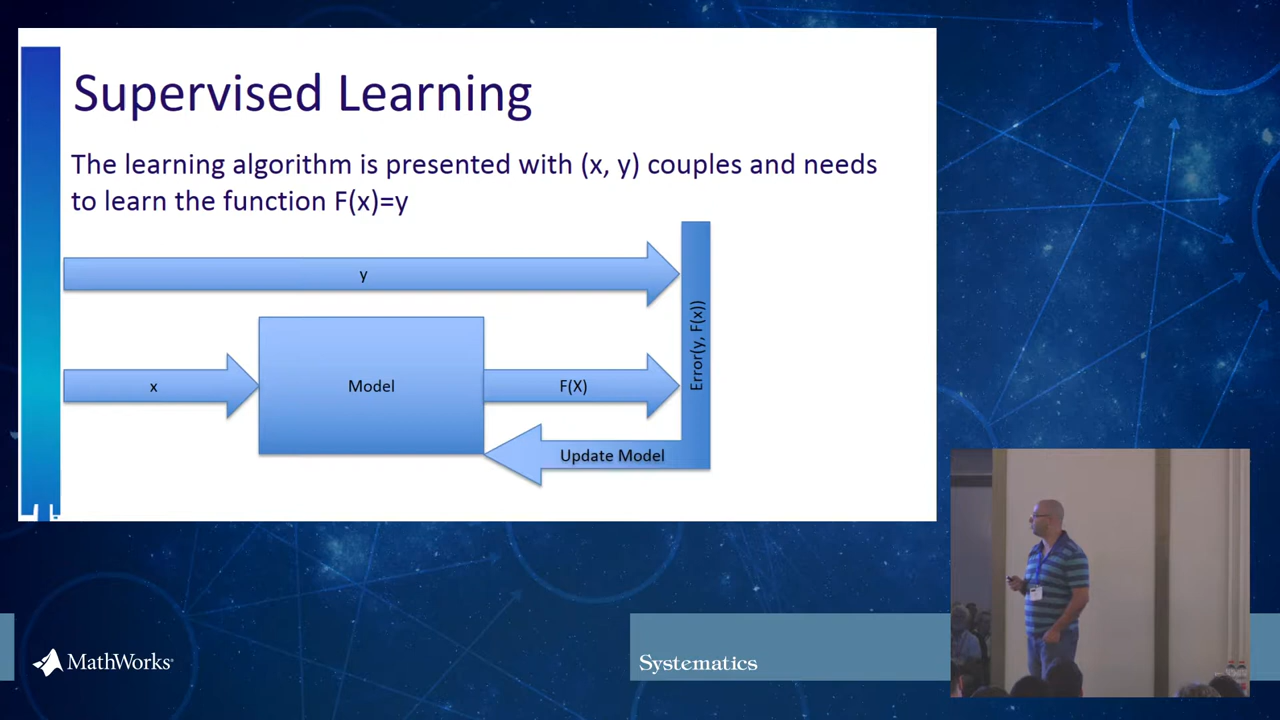 Supervised Learning
The learning algorithm is presented with (x, y) couples and needs
to learn the function F(x)=y
y
x
Model
F(X)
Error(y, F(x))
Update Model
MathWorks
Systematics